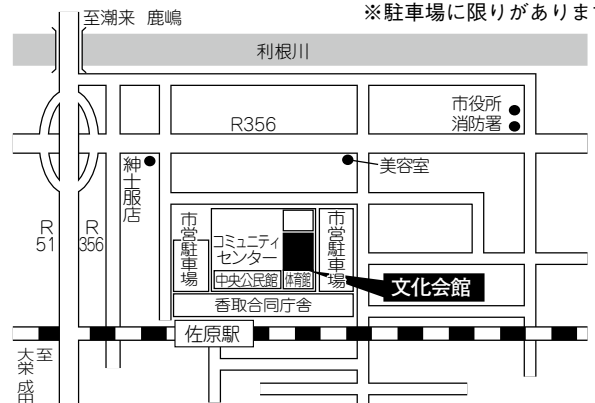 ※駐車場に限りがあります
至潮来 鹿嶋
利根川
市役所
消防署
R356
美容室
紳士服店
R
51
R
356
市営駐車場
コミュニティ
センター
中央公民館
体育館
市営駐車場
文化会館
香取合同庁舎
佐原駅
至
大栄
成田